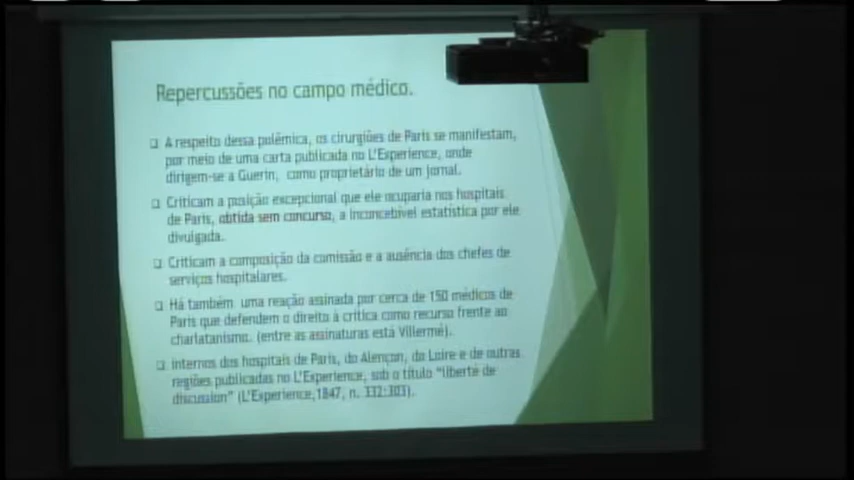 Repercussões no campo médico.
❑ A respeito dessa polêmica, os cirurgiões de Paris se manifestam,
por meio de uma carta publicada no L'Experience, onde
dirigem-se a Guerin, como proprietário de um jornal.
❑ Criticam a posição excepcional que ele ocuparia nos hospitais
de Paris, obtida sem concurso, a inconcebível estatística por ele
divulgada.
❑ Criticam a composição da comissão e a ausência dos chefes de
serviços hospitalares.
❑ Há também uma reação assinada por cerca de 150 médicos de
Paris que defendem o direito à crítica como recurso frente ao
charlatanismo. (entre as assinaturas está Villermé).
❑ internos dos hospitais de Paris, do Alençon, do Loire e de outras
regiões publicadas no L'Experience, sob o título "liberté de
discussion" (L'Experience,1847, n. 332:303).